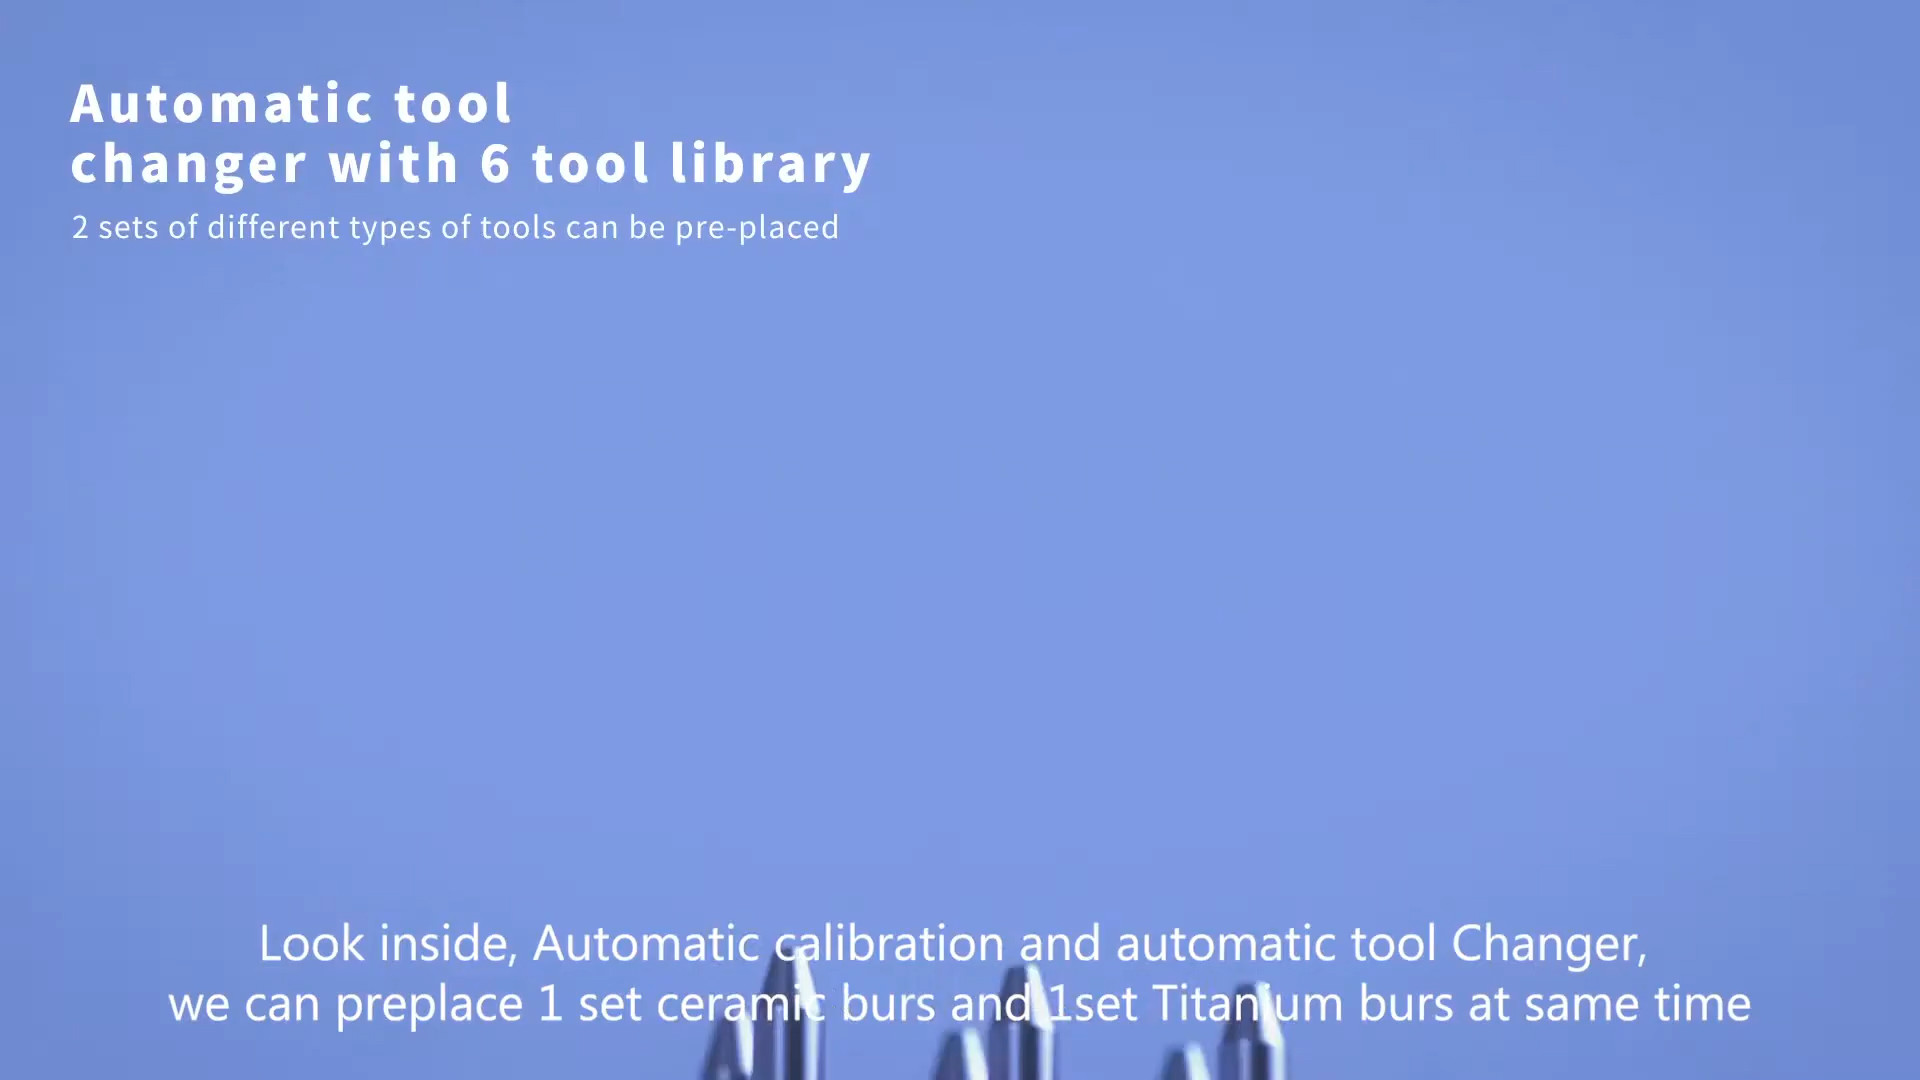 Automatic tool
changer with 6 tool library
2 sets of different types of tools can be pre-placed
Look inside, Automatic calibration and automatic tool Changer,
we can preplace 1 set ceramic burs and 1set Titanium burs at same time